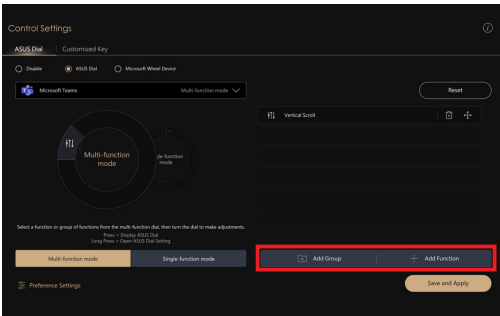 Control Settings
ASUS Dial
Customized Key
Disable
ASUS Dial
Microsoft Wheel Device
Microsoft Teams
Multi-function mode
Reset
Vertical Scroll
Multi-function
mode
le-function
mode
Select a function or group of functions from the multi-function dial, then turn the dial to make adjustments.
Press = Display ASUS Dial
Long Press = Open ASUS Dial Setting
Multi-function mode
Single-function mode
Add Group
Add Function
Preference Settings
Save and Apply